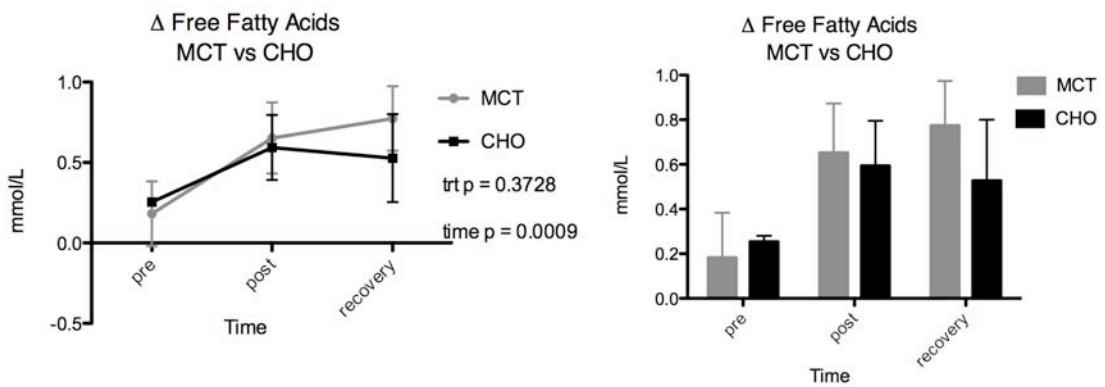 Δ Free Fatty Acids
MCT vs CHO
1.0
0.5
0.0
-0.5
mmol/L
pre
post
recovery
Time
MCT
CHO
trt p = 0.3728
time p = 0.0009
Δ Free Fatty Acids
MCT vs CHO
1.0
0.8
0.6
0.4
0.2
0.0
mmol/L
pre
post
recovery
Time
MCT
CHO